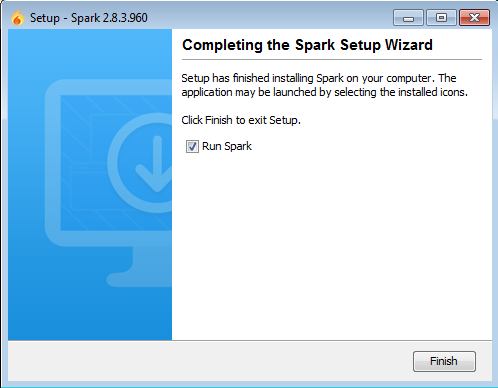 Setup - Spark 2.8.3.960
Completing the Spark Setup Wizard
Setup has finished installing Spark on your computer. The
application may be launched by selecting the installed icons.
Click Finish to exit Setup.
Run Spark
Finish